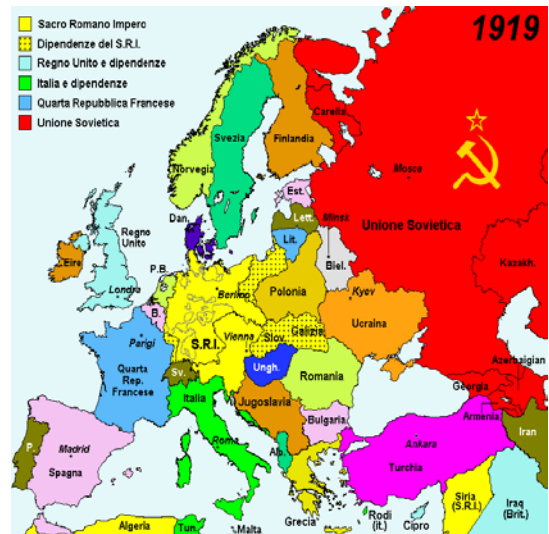 Sacro Romano Impero
Dipendenze del S.R.I.
Regno Unito e dipendenze
Italia e dipendenze
Quarta Repubblica Francese
Unione Sovietica
1919
Carelia
Svezia
Finlandia
Norvegia
Mosca
Est.
Lett.
Minsk
Unione Sovietica
Dan.
Regno
Unito
Lit.
Eire
P.B.
Biel.
Kazakh.
Londra
Berlino
Polonia
Kyev
B.
Parigi
S.R.I.
Vienna
Slov.
Galizia
Ucraina
Quarta
Rep.
Francese
Sv.
Ungh.
Romania
Azerbaigian
Georgia
Italia
Jugoslavia
Armenia
Bulgaria
P.
Madrid
Spagna
Roma
Alb.
Ankara
Turchia
Iran
Grecia
Rodi
(it.)
Cipro
Siria
(S.R.I.)
Iraq
(Brit.)
Algeria
Tun.
Malta